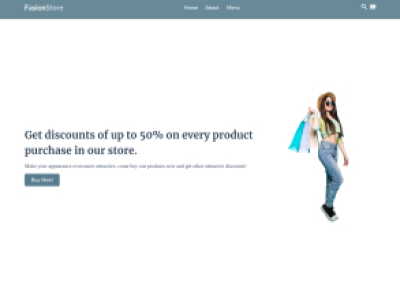 FasionStore
Home About Menu
Get discounts of up to 50% on every product
purchase in our store.
Make your appearance even more attractive, come buy our products now and get other attractive discounts!
Buy Now!